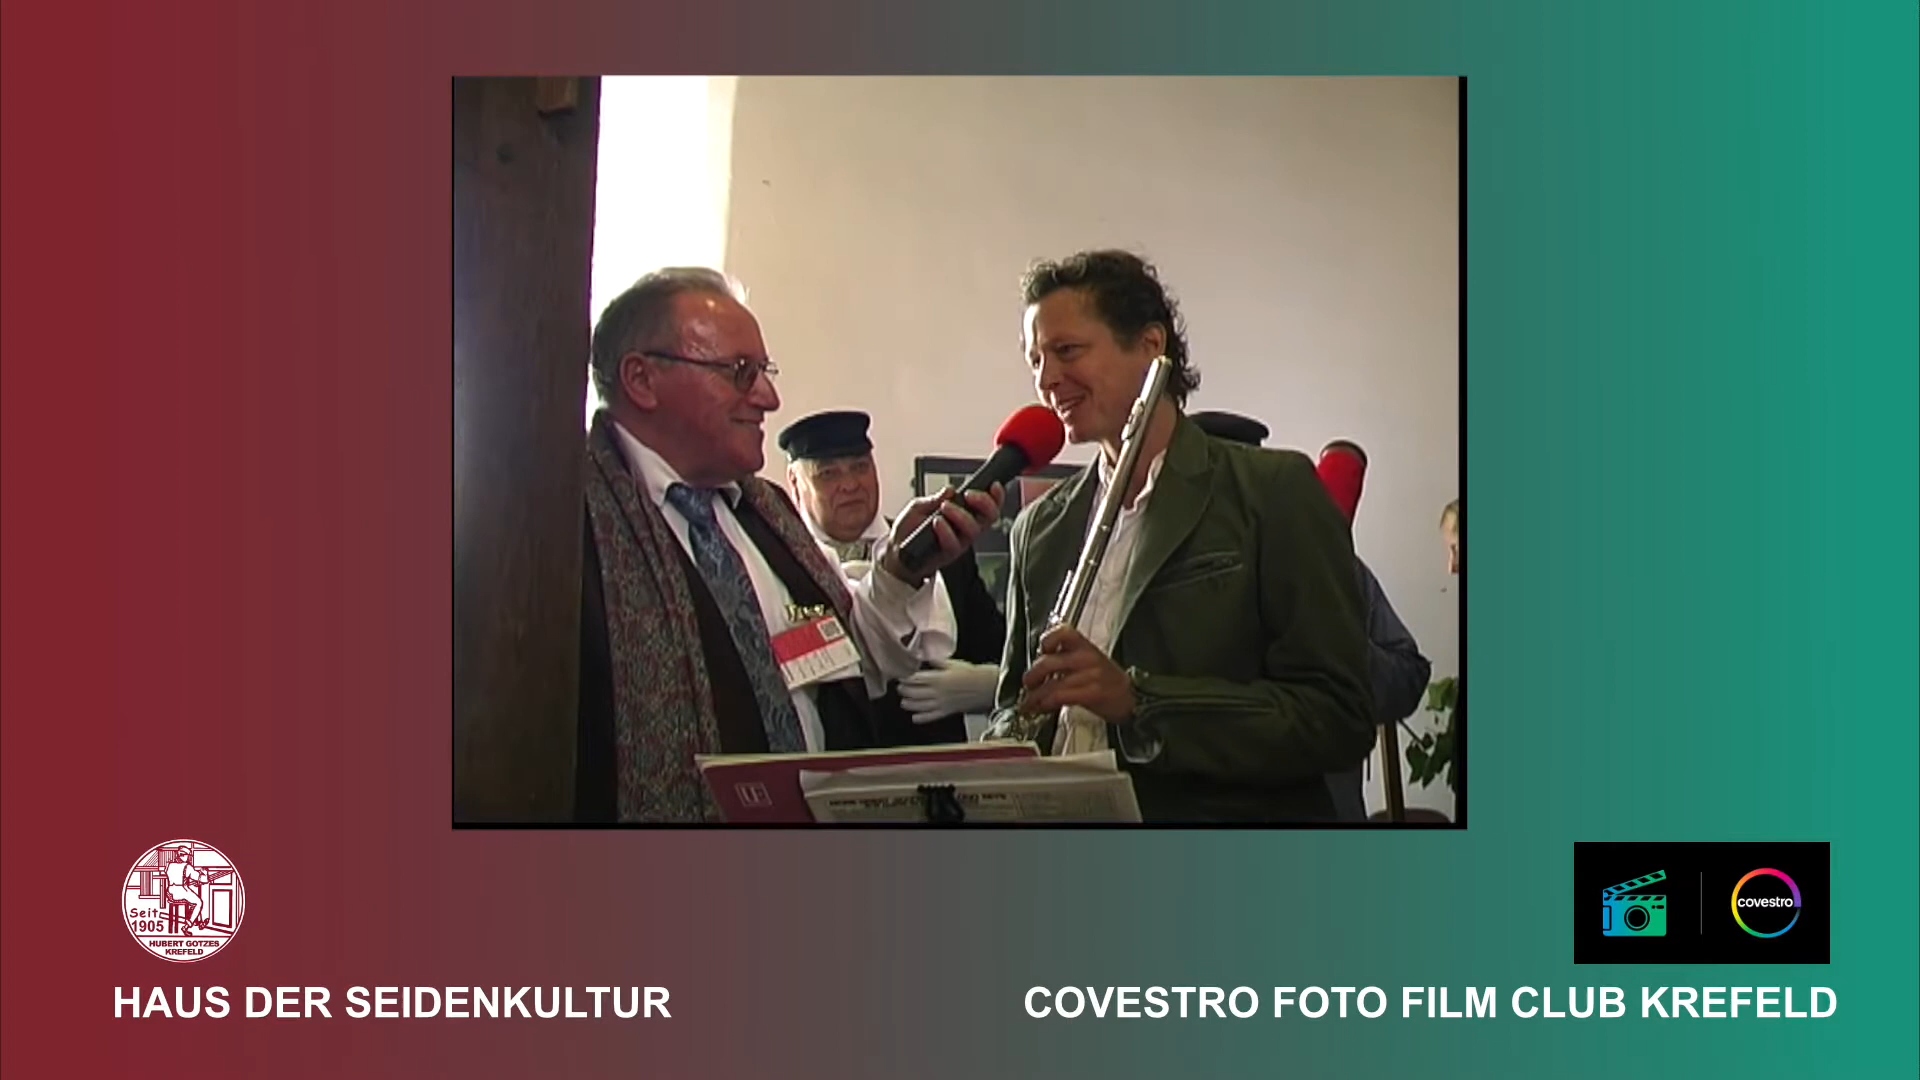 Seit
1905
HUBERT GOTZES
KREFELD
covestro
HAUS DER SEIDENKULTUR
COVESTRO FOTO FILM CLUB KREFELD